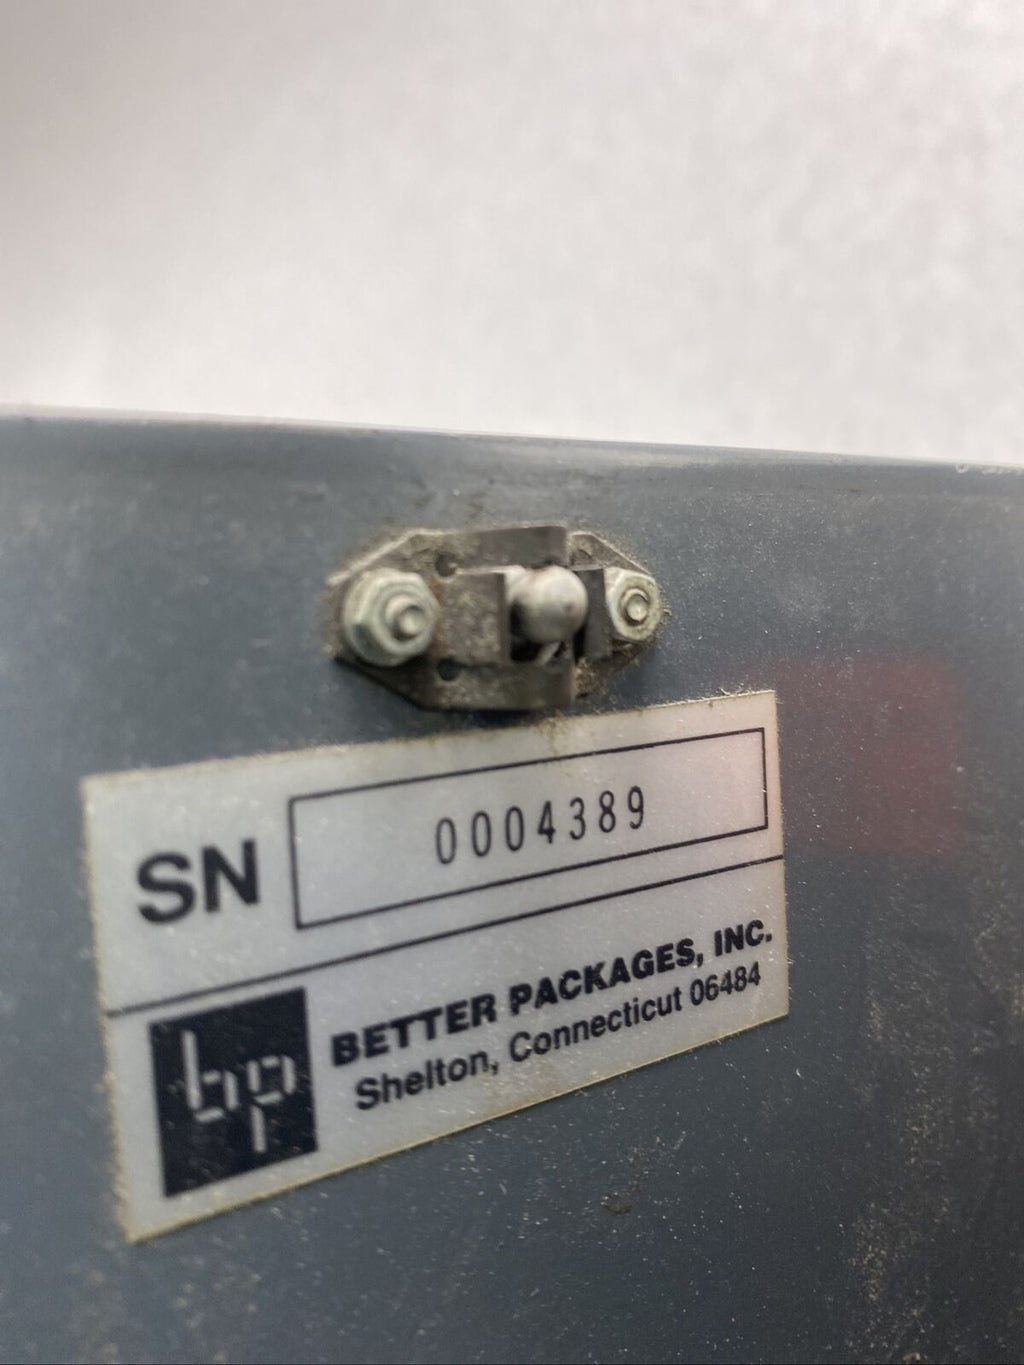 SN 0004389
bp
BETTER PACKAGES, INC.
Shelton, Connecticut 06484